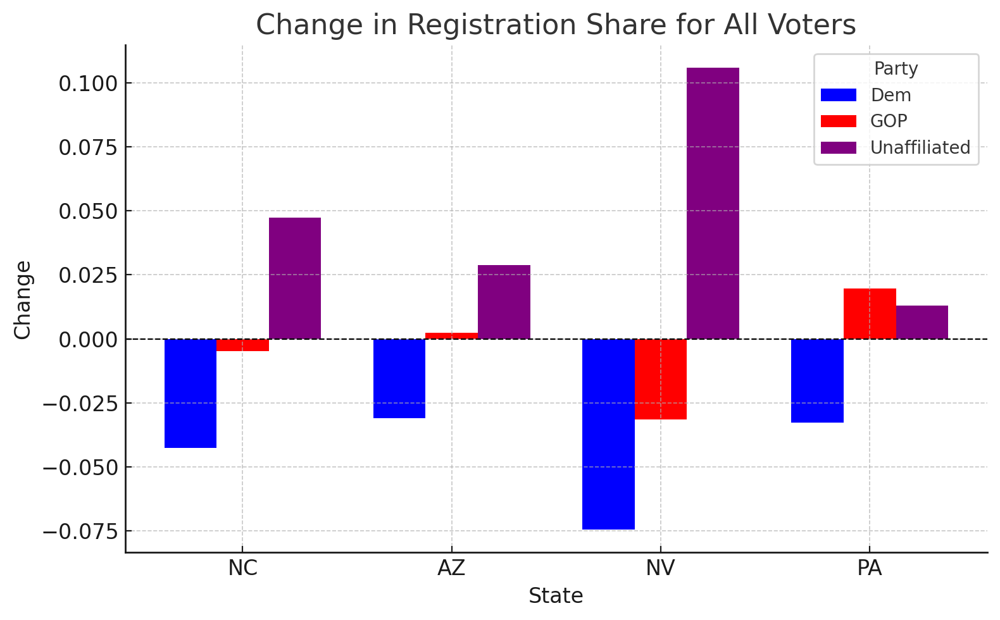 Change in Registration Share for All Voters
Party
Dem
GOP
Unaffiliated
0.100
0.075
0.050
0.025
0.000
−0.025
−0.050
−0.075
Change
NC AZ NV PA
State